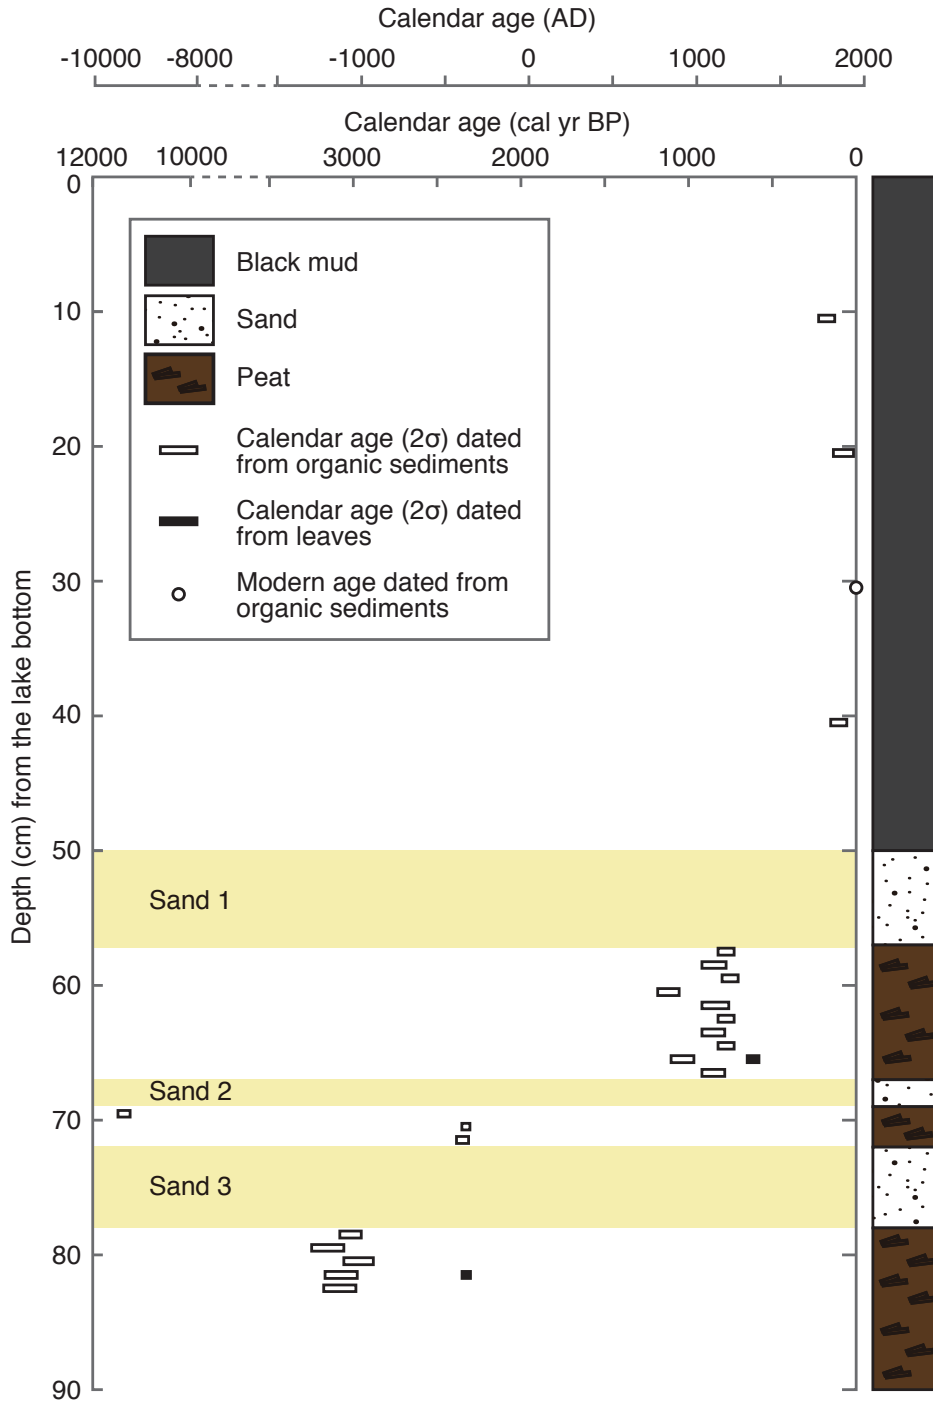 Calendar age (AD)
-10000 -8000 -1000 0 1000 2000
Calendar age (cal yr BP)
12000 10000 3000 2000 1000 0
0
Black mud
10
Sand
Peat
20
Calendar age (2σ) dated
from organic sediments
Calendar age (2σ) dated
from leaves
30
Modern age dated from
organic sediments
Depth (cm) from the lake bottom
40
50
Sand 1
60
Sand 2
70
Sand 3
80
90